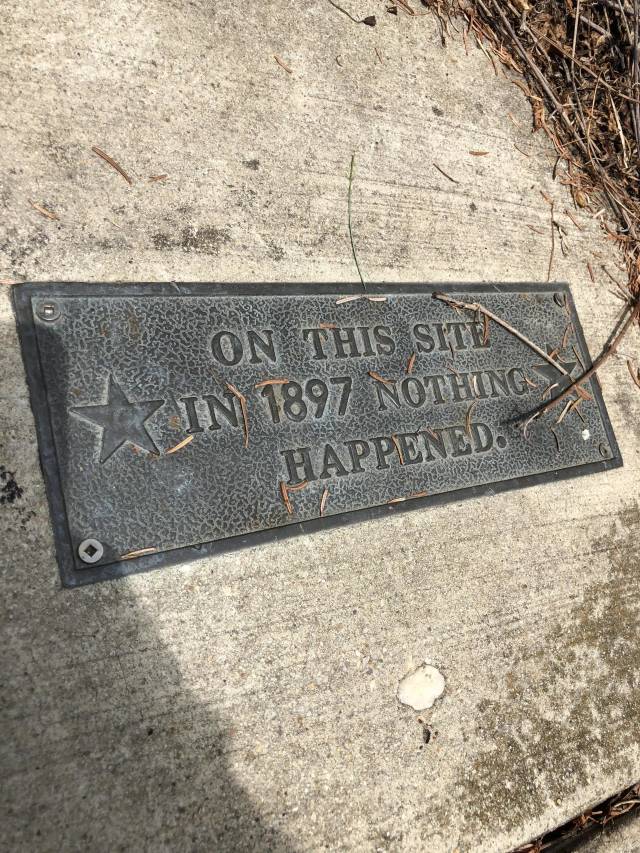 ON THIS SITE
IN 1897 NOTHING
HAPPENED.